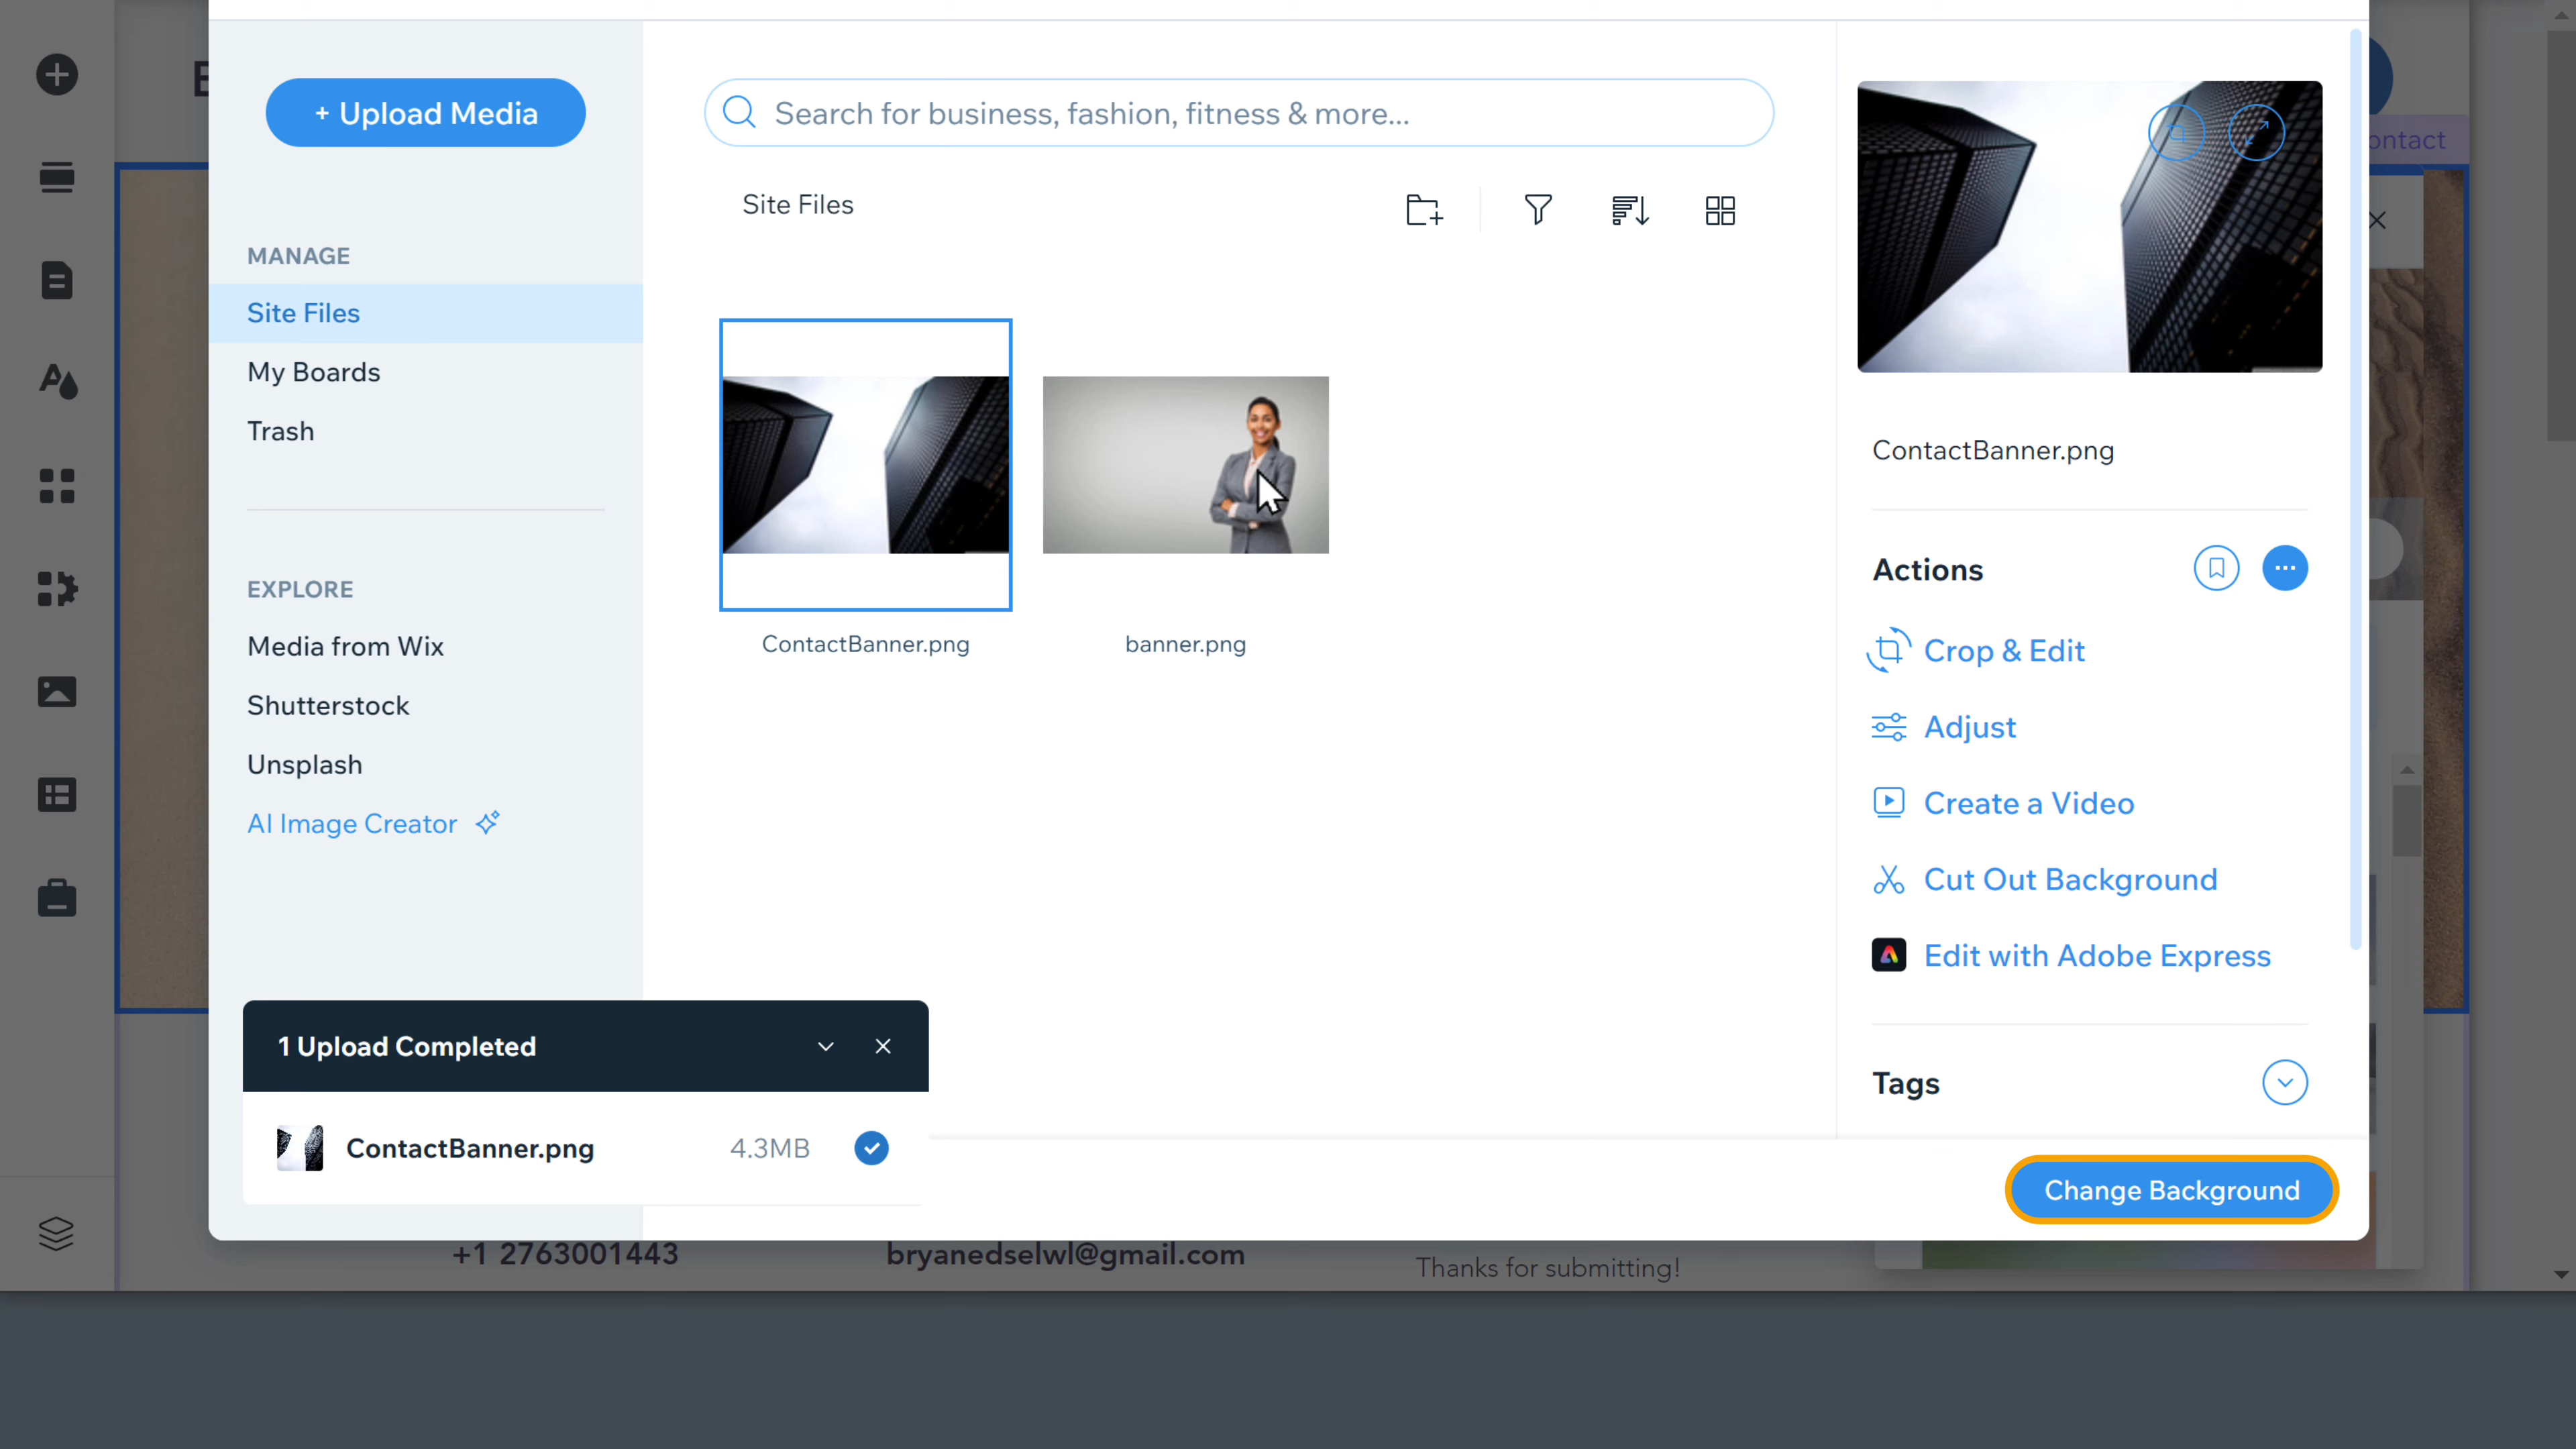 + Upload Media
Search for business, fashion, fitness & more...
Site Files
MANAGE
Site Files
My Boards
Trash
EXPLORE
Media from Wix
Shutterstock
Unsplash
AI Image Creator
ContactBanner.png
banner.png
1 Upload Completed
ContactBanner.png
4.3MB
ontact
ContactBanner.png
Actions
Crop & Edit
Adjust
Create a Video
Cut Out Background
Edit with Adobe Express
Tags
Change Background
+1 2763001443
bryanedselwl@gmail.com
Thanks for submitting!